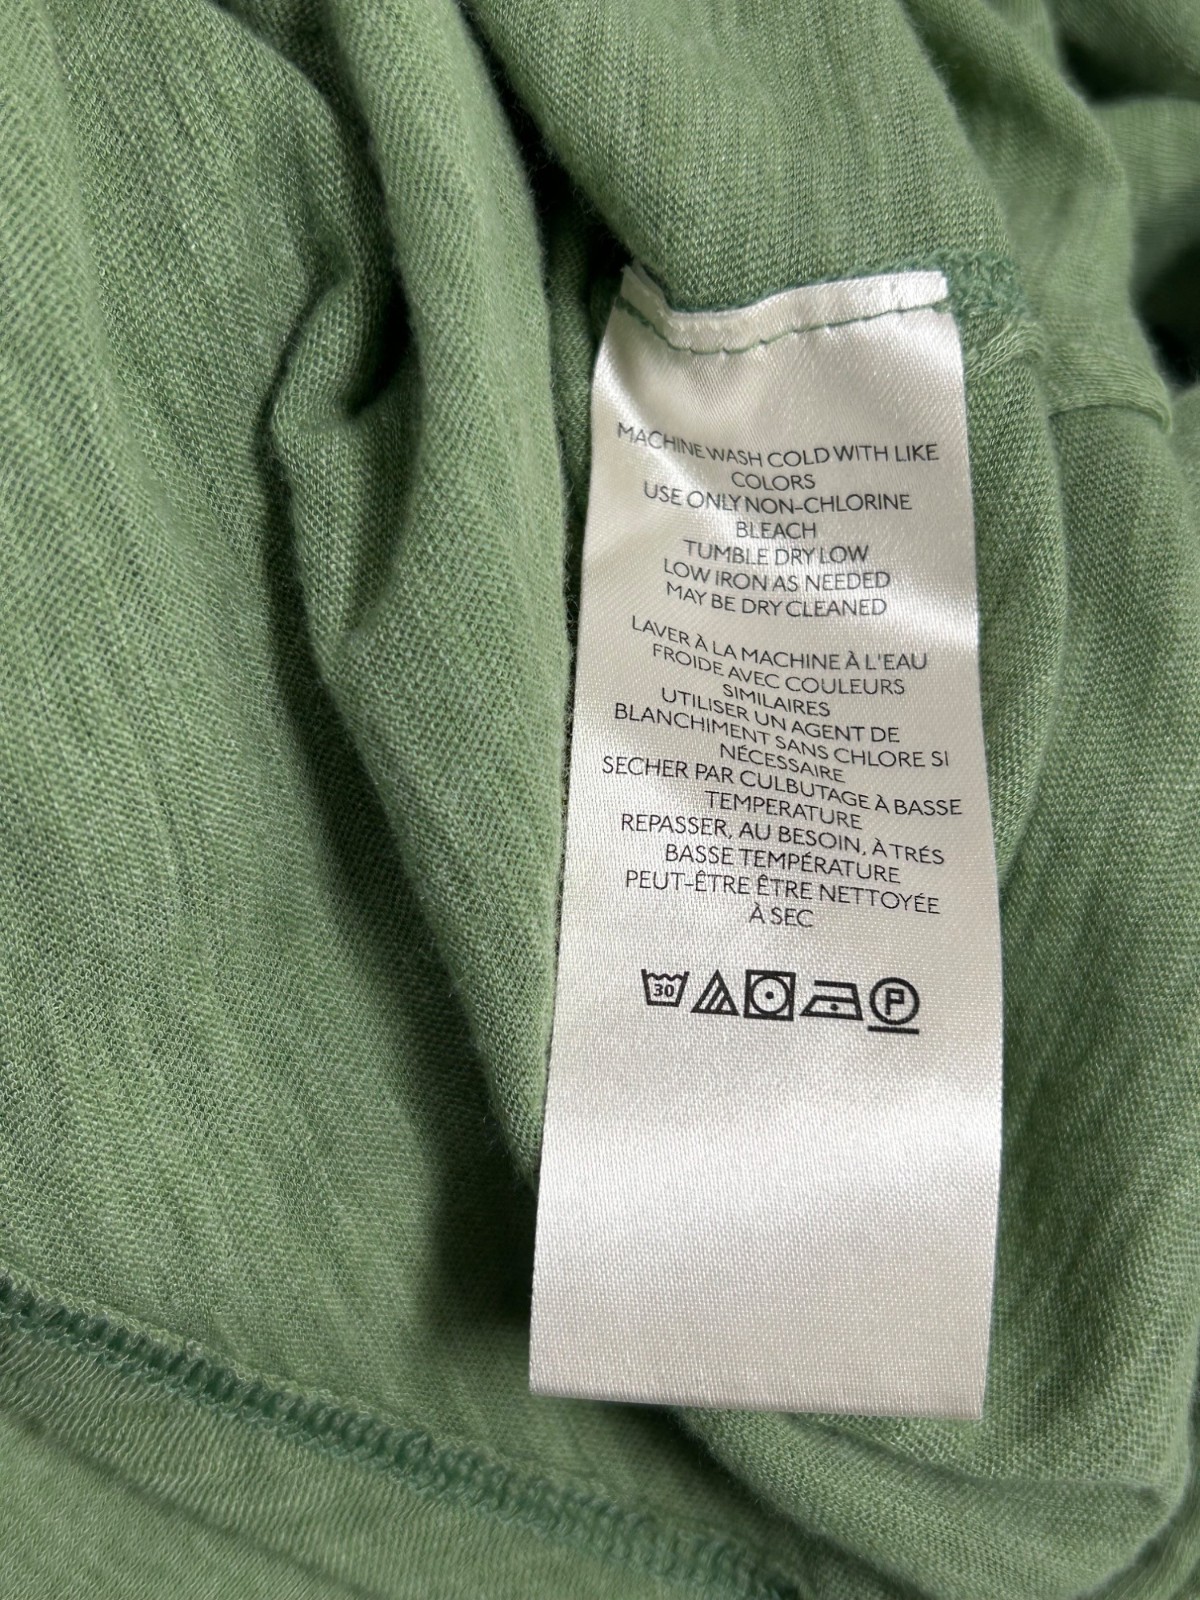 MACHINE WASH COLD WITH LIKE
COLORS
USE ONLY NON-CHLORINE
BLEACH
TUMBLE DRY LOW
LOW IRON AS NEEDED
MAY BE DRY CLEANED
LAVER À LA MACHINE À L'EAU
FROIDE AVEC COULEURS
SIMILAIRES
UTILISER UN AGENT DE
BLANCHIMENT SANS CHLORE SI
NÉCESSAIRE
SECHER PAR CULBUTAGE À BASSE
TEMPERATURE
REPASSER, AU BESOIN, À TRÉS
BASSE TEMPÉRATURE
PEUT-ÊTRE ÊTRE NETTOYÉE
À SEC
30 P